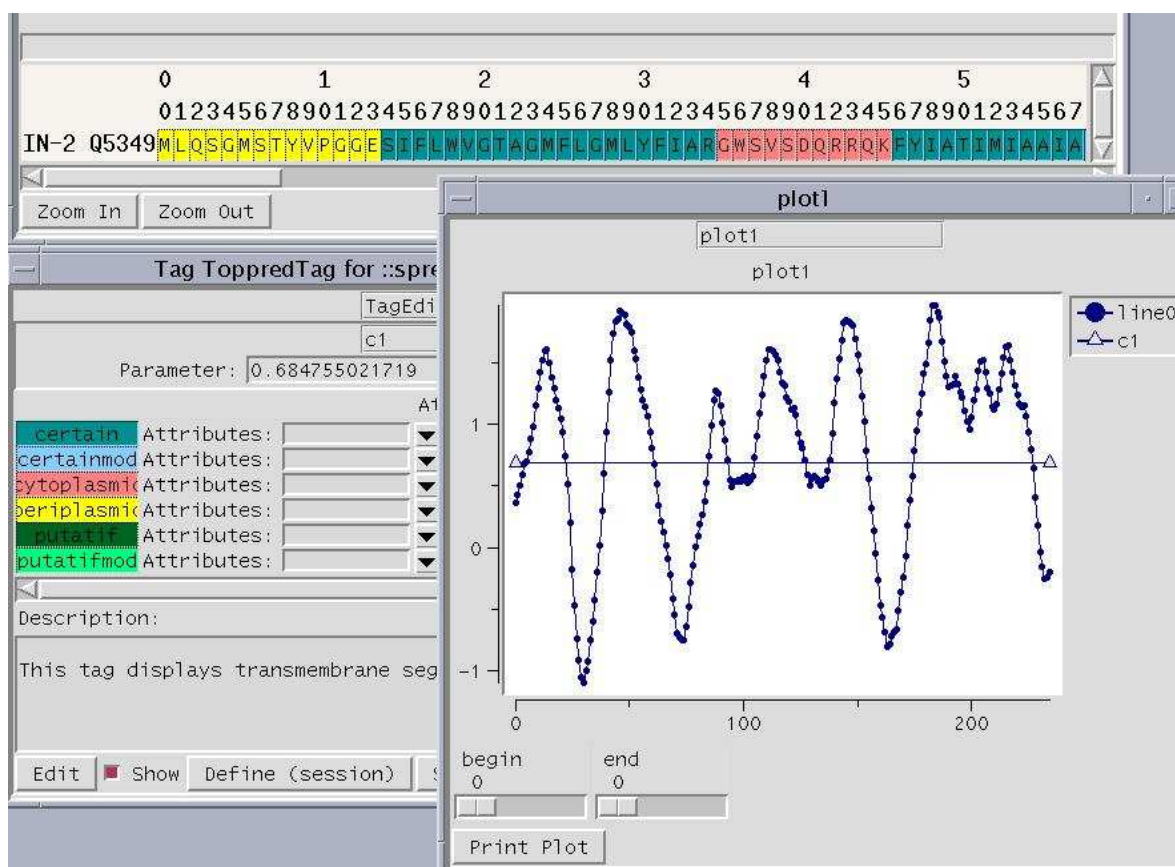 0 1 2 3 4 5
0123456789012345678901234567890123456789012345678901234567
IN-2 Q5349 MLQSGMSTYVPGGESIFLWVGTAGMFLGMLYFIARGWSVSDQRRQKFYIATIMIAAIA
Zoom In Zoom Out
plot1
plot1
plot1
Tag ToppredTag for ::spre
TagEdi
c1
Parameter: 0.684755021719
At
certain Attributes:
certainmod Attributes:
cytoplasmic Attributes:
periplasmic Attributes:
putatif Attributes:
putatifmod Attributes:
Description:
This tag displays transmembrane seg
Edit Show Define (session) S
line0
c1
1
0
-1
0 100 200
begin end
0 0
Print Plot